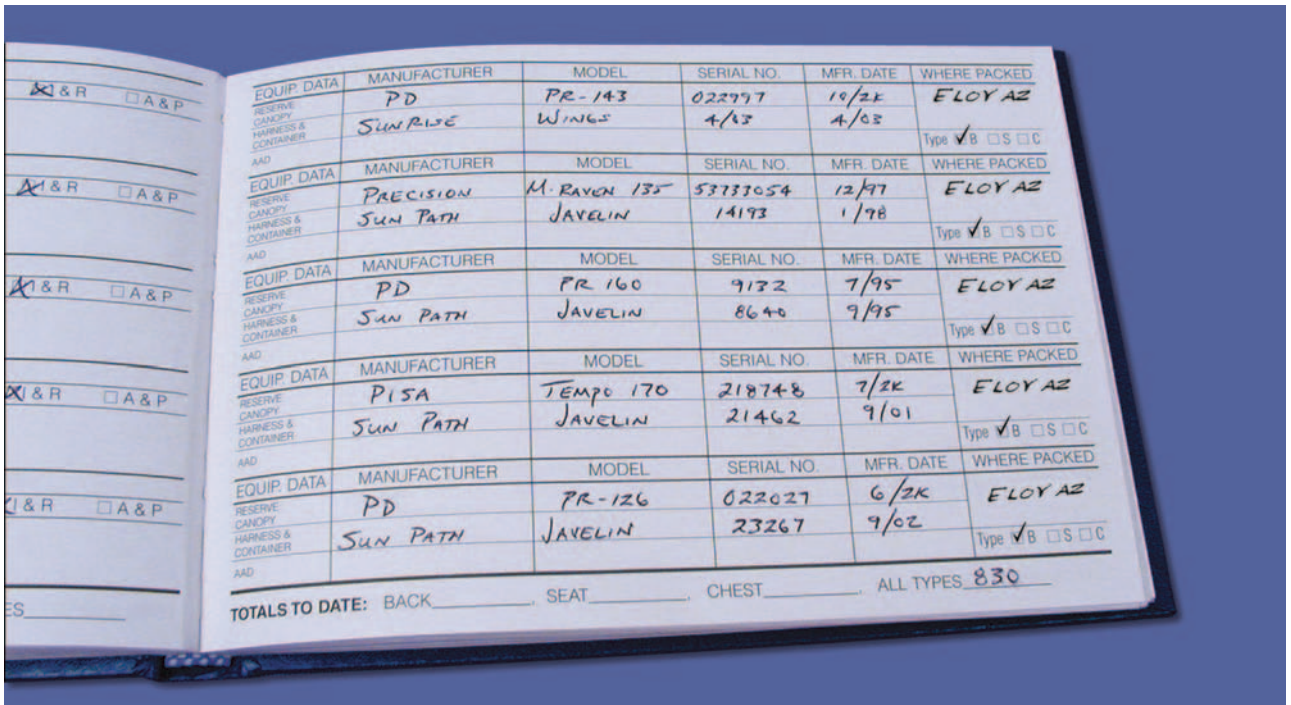 I & R A & P
EQUIP. DATA MANUFACTURER MODEL SERIAL NO. MFR. DATE WHERE PACKED
RESERVE CANOPY PD PR-143 022997 10/2K ELOY AZ
HARNESS & CONTAINER SUNRISE WINGS 4/03 4/03
AAD Type B S C
I & R A & P
EQUIP. DATA MANUFACTURER MODEL SERIAL NO. MFR. DATE WHERE PACKED
RESERVE CANOPY PRECISION M-RAVEN 135 53733054 12/97 ELOY AZ
HARNESS & CONTAINER SUN PATH JAVELIN 14193 1/98
AAD Type B S C
I & R A & P
EQUIP. DATA MANUFACTURER MODEL SERIAL NO. MFR. DATE WHERE PACKED
RESERVE CANOPY PD PR 160 9132 7/95 ELOY AZ
HARNESS & CONTAINER SUN PATH JAVELIN 8640 9/95
AAD Type B S C
I & R A & P
EQUIP. DATA MANUFACTURER MODEL SERIAL NO. MFR. DATE WHERE PACKED
RESERVE CANOPY PISA TEMPO 170 218748 7/2K ELOY AZ
HARNESS & CONTAINER SUN PATH JAVELIN 21462 9/01
AAD Type B S C
I & R A & P
EQUIP. DATA MANUFACTURER MODEL SERIAL NO. MFR. DATE WHERE PACKED
RESERVE CANOPY PD PR-126 022027 6/2K ELOY AZ
HARNESS & CONTAINER SUN PATH JAVELIN 23267 9/02
AAD Type B S C
ES
TOTALS TO DATE: BACK , SEAT , CHEST , ALL TYPES 830